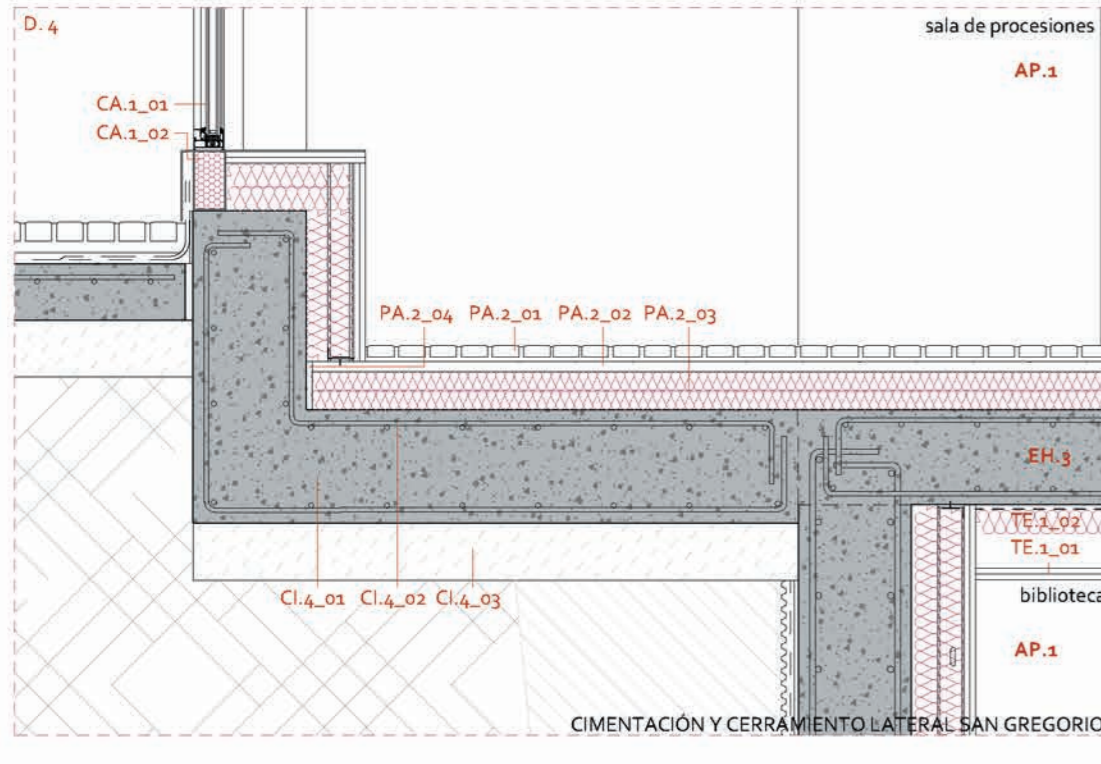 D. 4
sala de procesiones
AP.1
CA.1_01
CA.1_02
PA.2_04 PA.2_01 PA.2_02 PA.2_03
EH.3
TE.1_02
TE.1_01
CI.4_01 CI.4_02 CI.4_03
biblioteca
AP.1
CIMENTACIÓN Y CERRAMIENTO LATERAL SAN GREGORIO